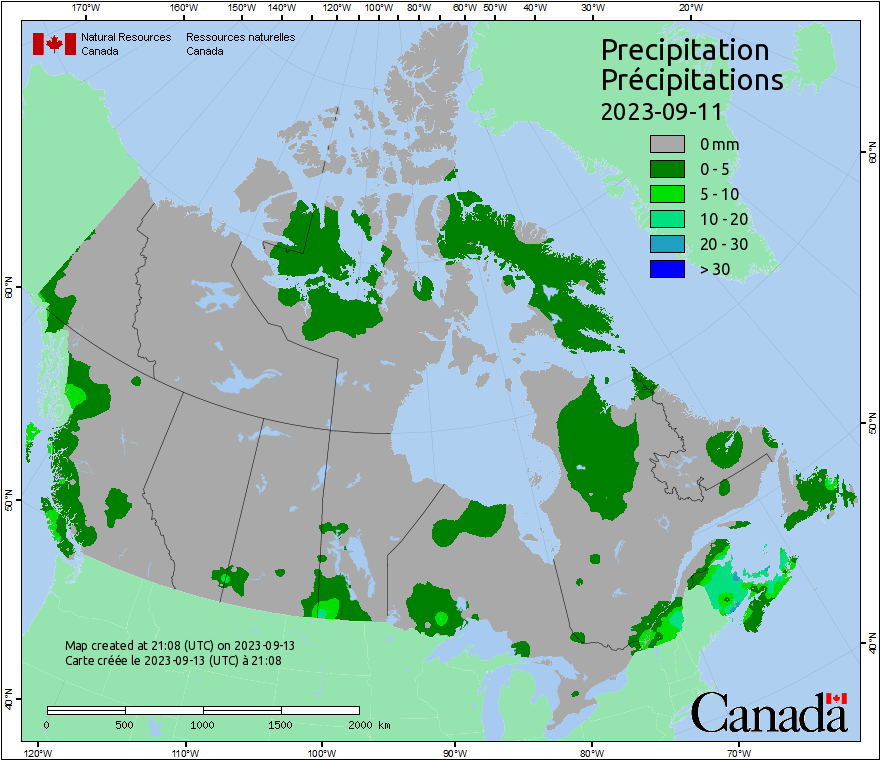 170°W 160°W 150°W 140°W 120°W 100°W 80°W 60°W 50°W 40°W 30°W 20°W
Natural Resources Ressources naturelles
Canada Canada
Precipitation
Précipitations
2023-09-11
0 mm
0 - 5
5 - 10
10 - 20
20 - 30
> 30
60°N 60°N
50°N 50°N
40°N 40°N
Map created at 21:08 (UTC) on 2023-09-13
Carte créée le 2023-09-13 (UTC) à 21:08
0 500 1000 1500 2000 km
Canada
120°W 110°W 100°W 90°W 80°W 70°W